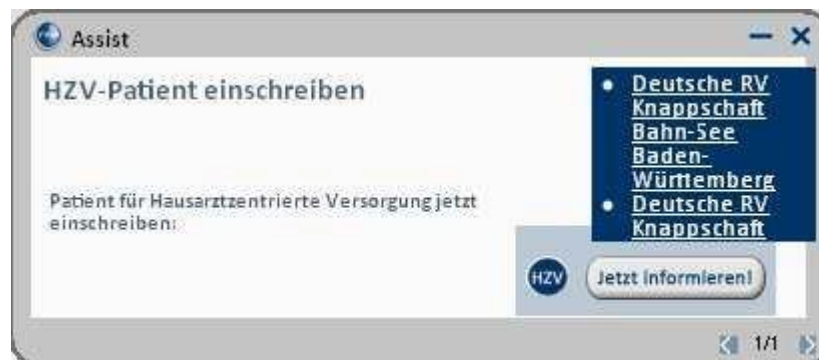 Assist
HZV-Patient einschreiben
Deutsche RV
Knappschaft
Bahn-See
Baden-
Württemberg
Deutsche RV
Knappschaft
Patient für Hausarztzentrierte Versorgung jetzt
einschreiben:
HZV
Jetzt informieren!
1/1